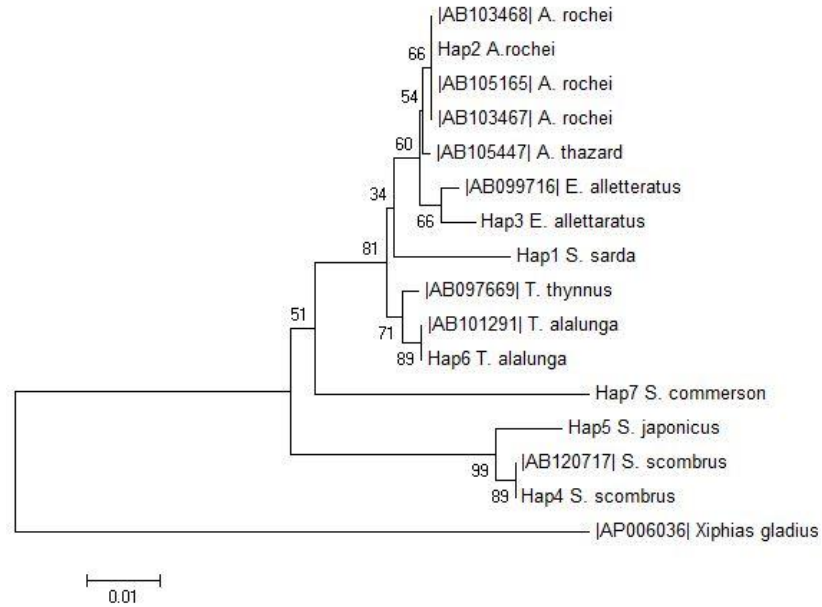 |AB103468| A. rochei
Hap2 A.rochei
66
|AB105165| A. rochei
54
|AB103467| A. rochei
60
|AB105447| A. thazard
|AB099716| E. alletteratus
34
66
Hap3 E. allettaratus
81
Hap1 S. sarda
|AB097669| T. thynnus
51
71
|AB101291| T. alalunga
89
Hap6 T. alalunga
Hap7 S. commerson
Hap5 S. japonicus
99
|AB120717| S. scombrus
89
Hap4 S. scombrus
|AP006036| Xiphias gladius
0.01